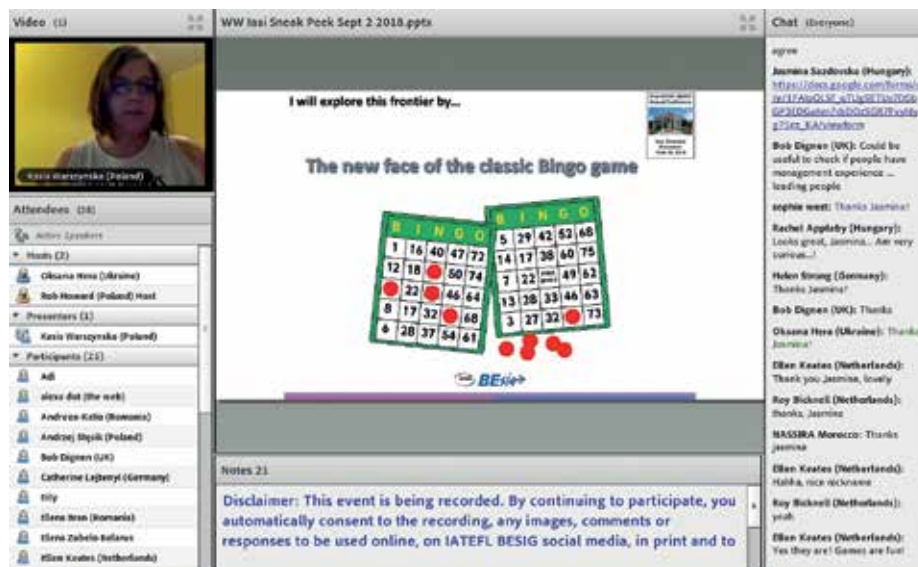 Video (1)
Kasia Warszynska (Poland)
Attendees (28)
Active Speakers
Hosts (2)
Oksana Hera (Ukraine)
Rob Howard (Poland) Host
Presenters (1)
Kasia Warszynska (Poland)
Participants (25)
Adi
alexa dot (the web)
Andreea-Katia (Romania)
Andrzej Stęsik (Poland)
Bob Dignen (UK)
Catherine Lejtenyi (Germany)
Elena Bran (Romania)
Elena Zabelo Belarus
Ellen Keates (Netherlands)
WW Iasi Sneak Peek Sept 2 2018.pptx
I will explore this frontier by...
The new face of the classic Bingo game
B I N G O
1 16 40 47 72
12 18 50 74
22 46 64
8 17 32 68
6 28 37 54 61
B I N G O
5 29 42 52 68
14 17 38 60 75
7 22 49 62
13 28 33 46 63
3 27 32 73
BEsig
Notes 21
Disclaimer: This event is being recorded. By continuing to participate, you
automatically consent to the recording, any images, comments or
responses to be used online, on IATEFL BESIG social media, in print and to
Chat (Everyone)
agree
Jasmina Sazdovska (Hungary):
Bob Dignen (UK): Could be
useful to check if people have
management experience ...
leading people
sophie west: Thanks Jasmina!
Rachel Appleby (Hungary):
Looks great, Jasmina... Am very
curious...!
Helen Strong (Germany):
Thanks Jasmina!
Bob Dignen (UK): Thanks
Oksana Hera (Ukraine): Thanks
Jasmina!
Ellen Keates (Netherlands):
Thank you Jasmina, lovely
Roy Bicknell (Netherlands):
thanks, Jasmina
NASSIRA Morocco: Thanks
jasmina
Ellen Keates (Netherlands):
Hahha, nice nickname
Roy Bicknell (Netherlands):
yeah
Ellen Keates (Netherlands):
Yes they are! Games are fun!